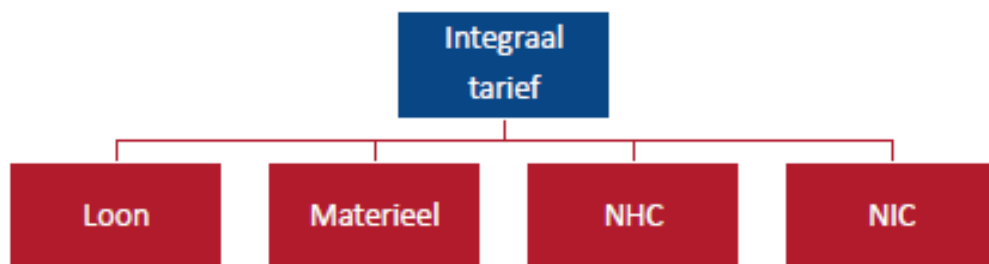 Integraal
tarief
Loon
Materieel
NHC
NIC